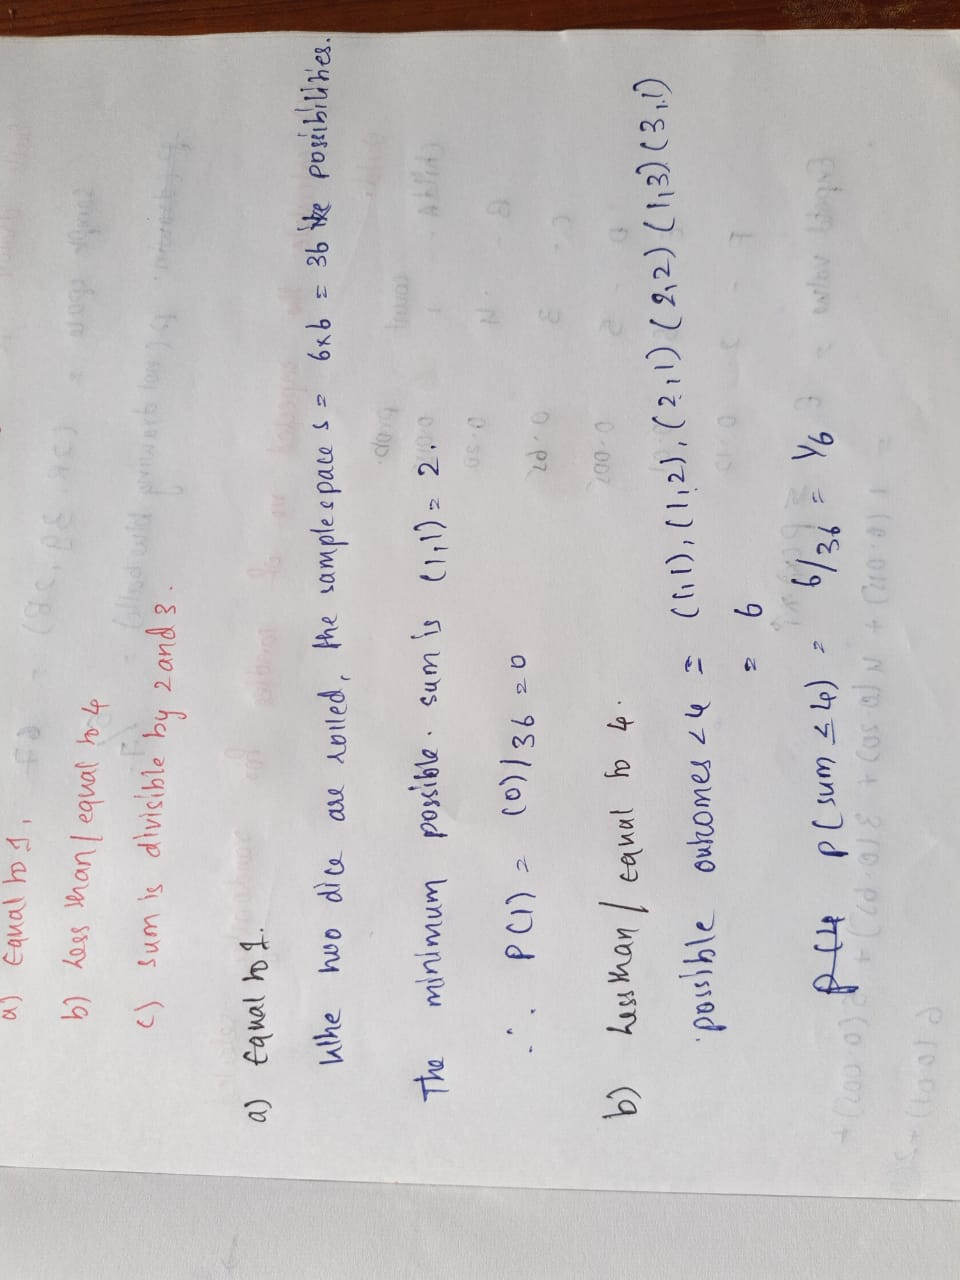 a) Equal to 1,
b) Less than / equal to 4
c) sum is divisible by 2 and 3.
a) Equal to 1.
Whe two dice are rolled, the sample space s = 6x6 = 36 possibilities.
The minimum possible. sum is (1,1) = 2.
∴ P(1) = (0)/36 = 0
b) Less than / Equal to 4.
possible outcomes < 4 = (1,1), (1,2), (2,1) (2,2) (1,3) (3,1)
= 6
P(sum ≤ 4) = 6/36 = 1/6